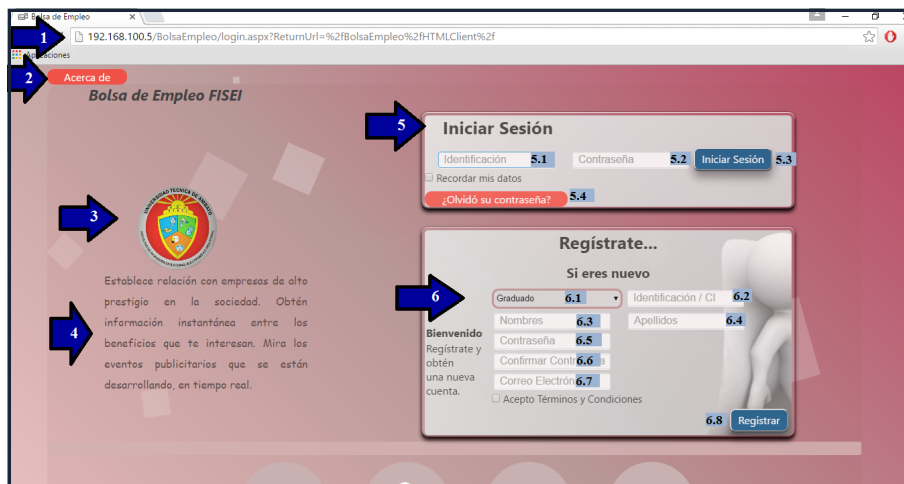 Bolsa de Empleo
1
192.168.100.5/BolsaEmpleo/login.aspx?ReturnUrl=%2fBolsaEmpleo%2fHTMLClient%2f
2
Acerca de
Bolsa de Empleo FISEI
5
Iniciar Sesión
Identificación 5.1
Contraseña 5.2
Iniciar Sesión 5.3
Recordar mis datos
¿Olvidó su contraseña? 5.4
3
UNIVERSIDAD TECNICA DE AMBATO
4
Establece relación con empresas de alto
prestigio en la sociedad. Obtén
información instantánea entre los
beneficios que te interesan. Mira los
eventos publicitarios que se están
desarrollando, en tiempo real.
Regístrate...
Si eres nuevo
6
Graduado 6.1
Identificación / CI 6.2
Nombres 6.3
Apellidos 6.4
Bienvenido
Regístrate y
obtén
una nueva
cuenta.
Contraseña 6.5
Confirmar Cont 6.6 a
Correo Electrón 6.7
Acepto Términos y Condiciones
6.8 Registrar